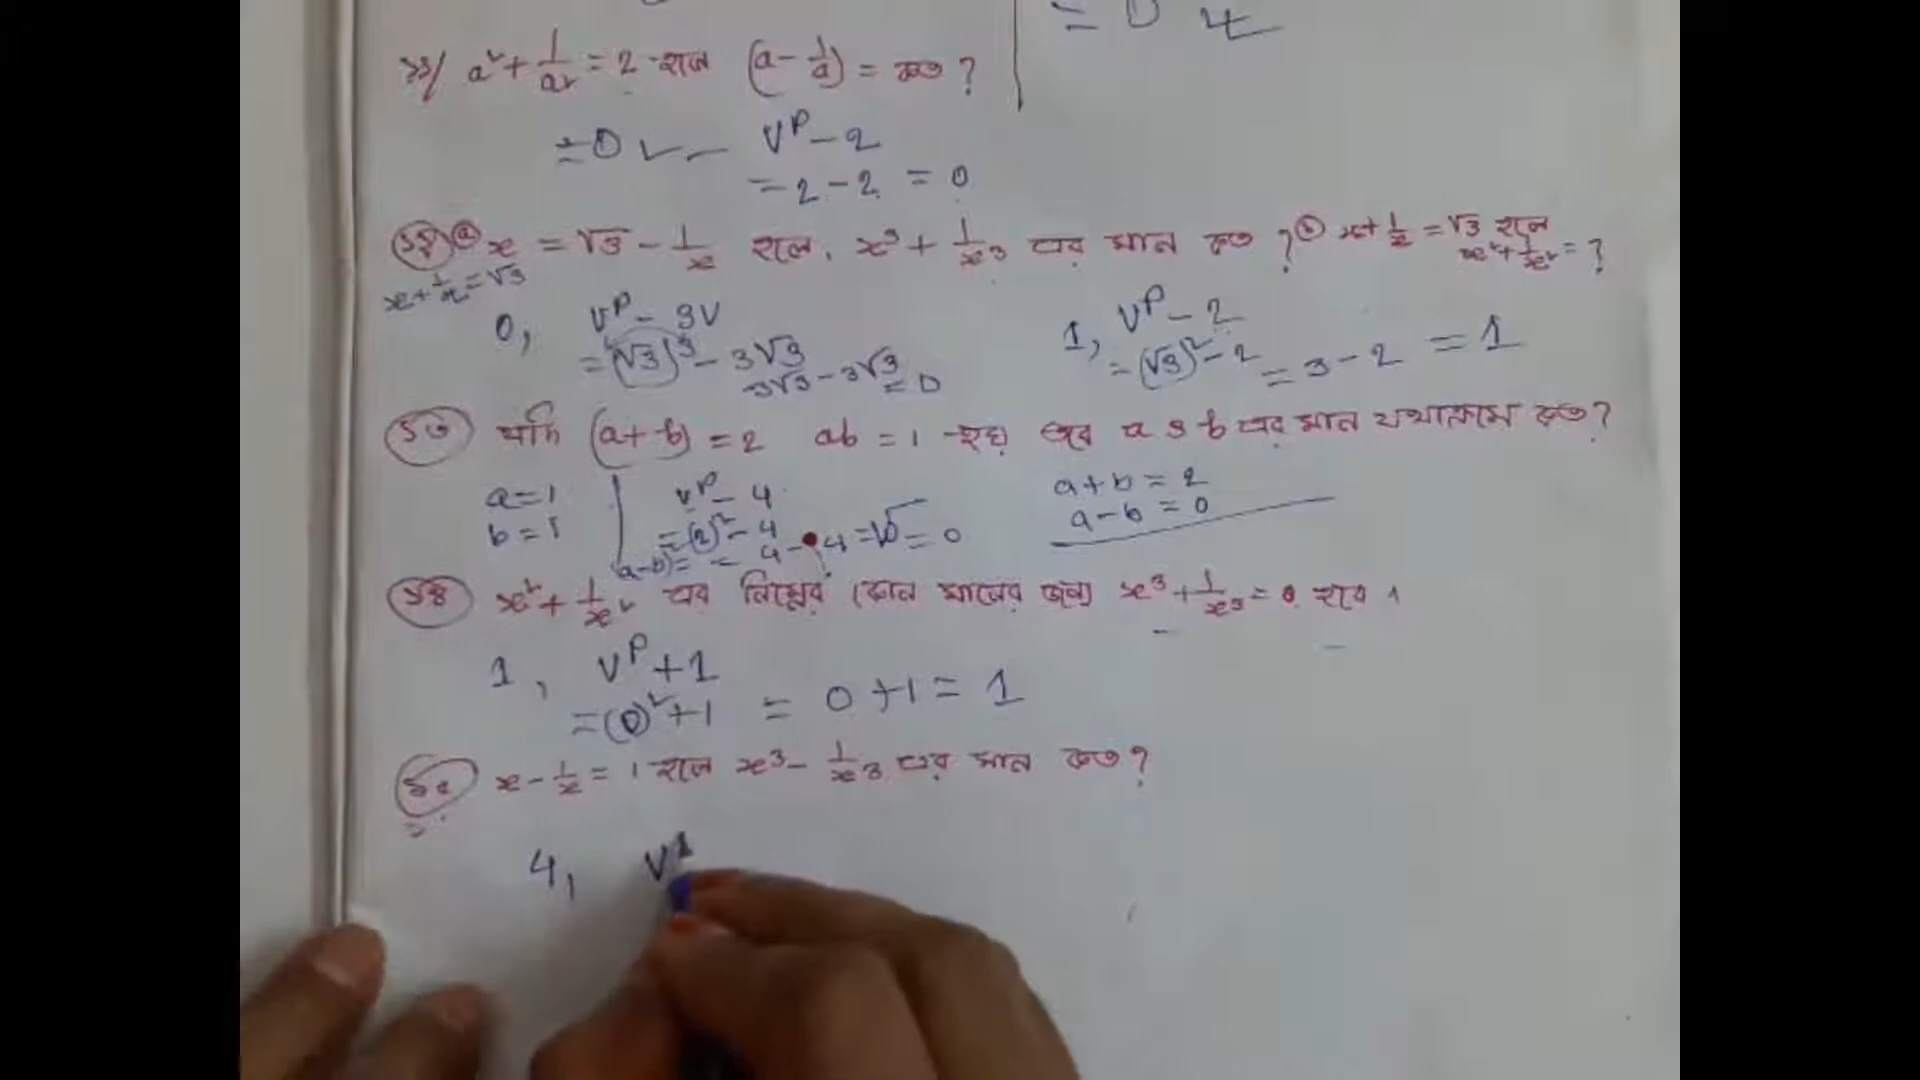 = 0
১১/ a² + 1/a² = 2 হলে (a - 1/a) = কত?
= 0
V^P - 2
= 2 - 2 = 0
১২ ⓐ x = √3 - 1/x হলে, x³ + 1/x³ এর মান কত? ⓑ x + 1/x = √3 হলে x² + 1/x² = ?
x + 1/x = √3
0, V^P - 3V
= (√3)³ - 3√3
3√3 - 3√3 = 0
1, V^P - 2
= (√3)² - 2 = 3 - 2 = 1
১৩ যদি (a + b) = 2 ab = 1 হয় তবে a ও b এর মান যথাক্রমে কত?
a = 1
b = 1
V^P - 4
= (2)² - 4
(a-b) = = 4 - 4 = √0 = 0
a + b = 2
a - b = 0
১৪ x² + 1/x² এর নিম্নের কোন মানের জন্য x³ + 1/x³ = 0 হবে।
1, V^P + 1
= (0)² + 1 = 0 + 1 = 1
১৫ x - 1/x = 1 হলে x³ - 1/x³ এর মান কত?
4, V